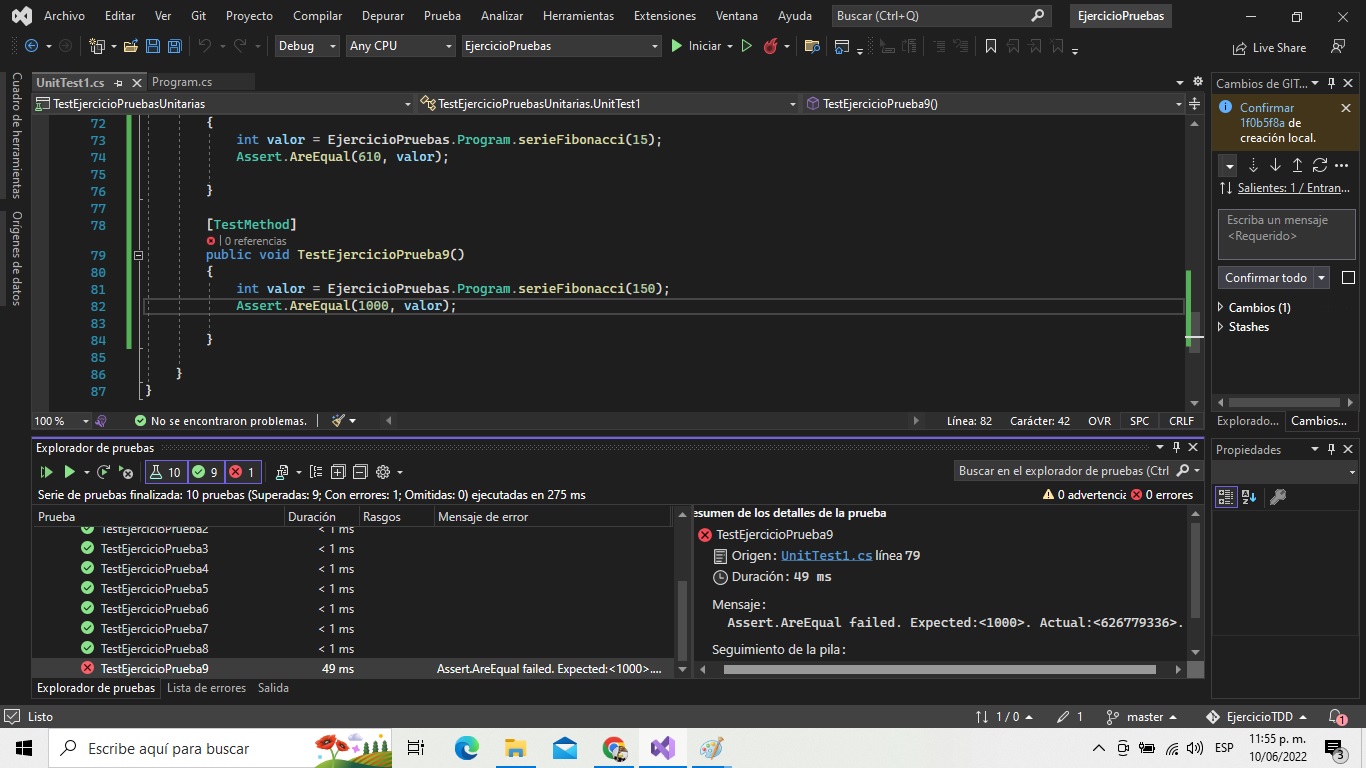 Archivo Editar Ver Git Proyecto Compilar Depurar Prueba Analizar Herramientas Extensiones Ventana Ayuda Buscar (Ctrl+Q) EjercicioPruebas
Debug Any CPU EjercicioPruebas Iniciar Live Share
Cuadro de herramientas
Orígenes de datos
UnitTest1.cs Program.cs
TestEjercicioPruebasUnitarias TestEjercicioPruebasUnitarias.UnitTest1 TestEjercicioPrueba9()
72 {
73 int valor = EjercicioPruebas.Program.serieFibonacci(15);
74 Assert.AreEqual(610, valor);
75
76 }
77
78 [TestMethod]
| 0 referencias
79 public void TestEjercicioPrueba9()
80 {
81 int valor = EjercicioPruebas.Program.serieFibonacci(150);
82 Assert.AreEqual(1000, valor);
83
84 }
85
86 }
87 }
100 % No se encontraron problemas. Línea: 82 Carácter: 42 OVR SPC CRLF
Cambios de GIT...
Confirmar
1f0b5f8a de
creación local.
Salientes: 1 / Entran...
Escriba un mensaje
<Requerido>
Confirmar todo
Cambios (1)
Stashes
Explorado... Cambios...
Propiedades
Explorador de pruebas
10 9 1
Buscar en el explorador de pruebas (Ctrl
Serie de pruebas finalizada: 10 pruebas (Superadas: 9; Con errores: 1; Omitidas: 0) ejecutadas en 275 ms
0 advertencia 0 errores
Prueba Duración Rasgos Mensaje de error
TestEjercicioPrueba2 < 1 ms
TestEjercicioPrueba3 < 1 ms
TestEjercicioPrueba4 < 1 ms
TestEjercicioPrueba5 < 1 ms
TestEjercicioPrueba6 < 1 ms
TestEjercicioPrueba7 < 1 ms
TestEjercicioPrueba8 < 1 ms
TestEjercicioPrueba9 49 ms Assert.AreEqual failed. Expected:<1000>....
esumen de los detalles de la prueba
TestEjercicioPrueba9
Origen: UnitTest1.cs línea 79
Duración: 49 ms
Mensaje:
Assert.AreEqual failed. Expected:<1000>. Actual:<626779336>.
Seguimiento de la pila:
Explorador de pruebas Lista de errores Salida
Listo 1 / 0 1 master EjercicioTDD 1
Escribe aquí para buscar
ESP
11:55 p. m.
10/06/2022
3